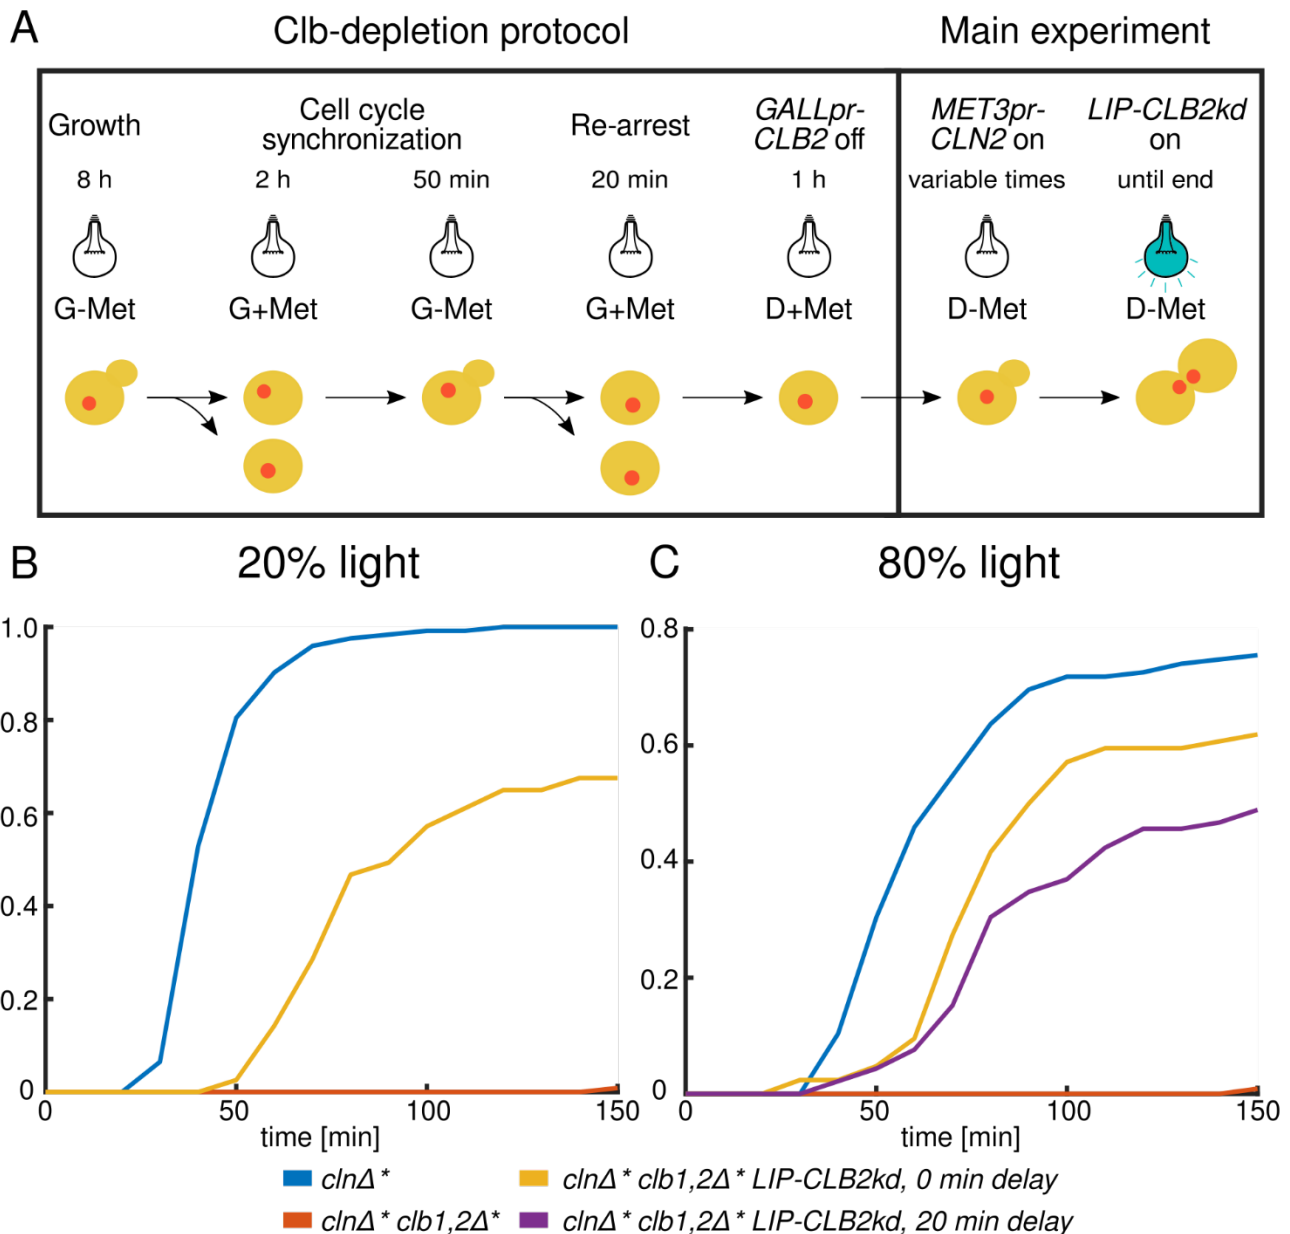 A
Clb-depletion protocol
Main experiment
Growth
Cell cycle
synchronization
Re-arrest
GALLpr-
CLB2 off
MET3pr-
CLN2 on
LIP-CLB2kd
on
8 h
2 h
50 min
20 min
1 h
variable times
until end
G-Met
G+Met
G-Met
G+Met
D+Met
D-Met
D-Met
B
20% light
C
80% light
1.0
0.8
0.6
0.4
0.2
0
0
50
100
150
time [min]
0.8
0.6
0.4
0.2
0
0
50
100
150
time [min]
clnΔ*
clnΔ* clb1,2Δ* LIP-CLB2kd, 0 min delay
clnΔ* clb1,2Δ*
clnΔ* clb1,2Δ* LIP-CLB2kd, 20 min delay